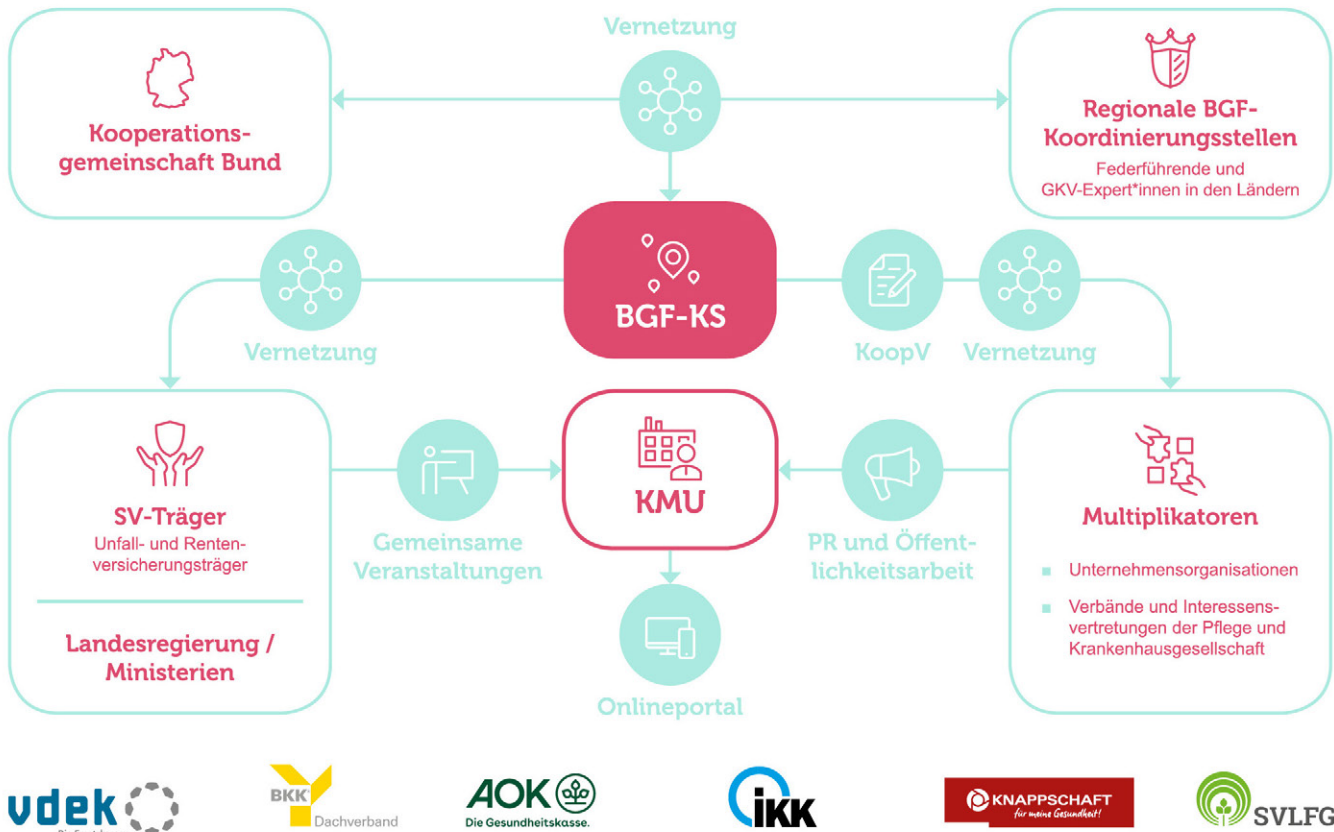 Vernetzung
Kooperations-
gemeinschaft Bund
Regionale BGF-
Koordinierungsstellen
Federführende und
GKV-Expert*innen in den Ländern
BGF-KS
Vernetzung
KoopV
Vernetzung
SV-Träger
Unfall- und Renten-
versicherungsträger
Landesregierung /
Ministerien
Gemeinsame
Veranstaltungen
KMU
PR und Öffent-
lichkeitsarbeit
Multiplikatoren
Unternehmensorganisationen
Verbände und Interessens-
vertretungen der Pflege und
Krankenhausgesellschaft
Onlineportal
vdek
BKK
Dachverband
AOK
Die Gesundheitskasse.
iKK
KNAPPSCHAFT
für meine Gesundheit!
SVLFG